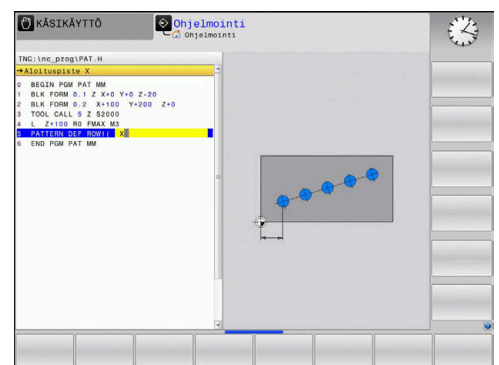 KÄSIKÄYTTÖ
Ohjelmointi
Ohjelmointi
TNC:\nc_prog\PAT.H
→Aloituspiste X
0 BEGIN PGM PAT MM
1 BLK FORM 0.1 Z X+0 Y+0 Z-20
2 BLK FORM 0.2 X+100 Y+200 Z+0
3 TOOL CALL 5 Z S2000
4 L Z+100 R0 FMAX M3
5 PATTERN DEF ROW1( X
6 END PGM PAT MM